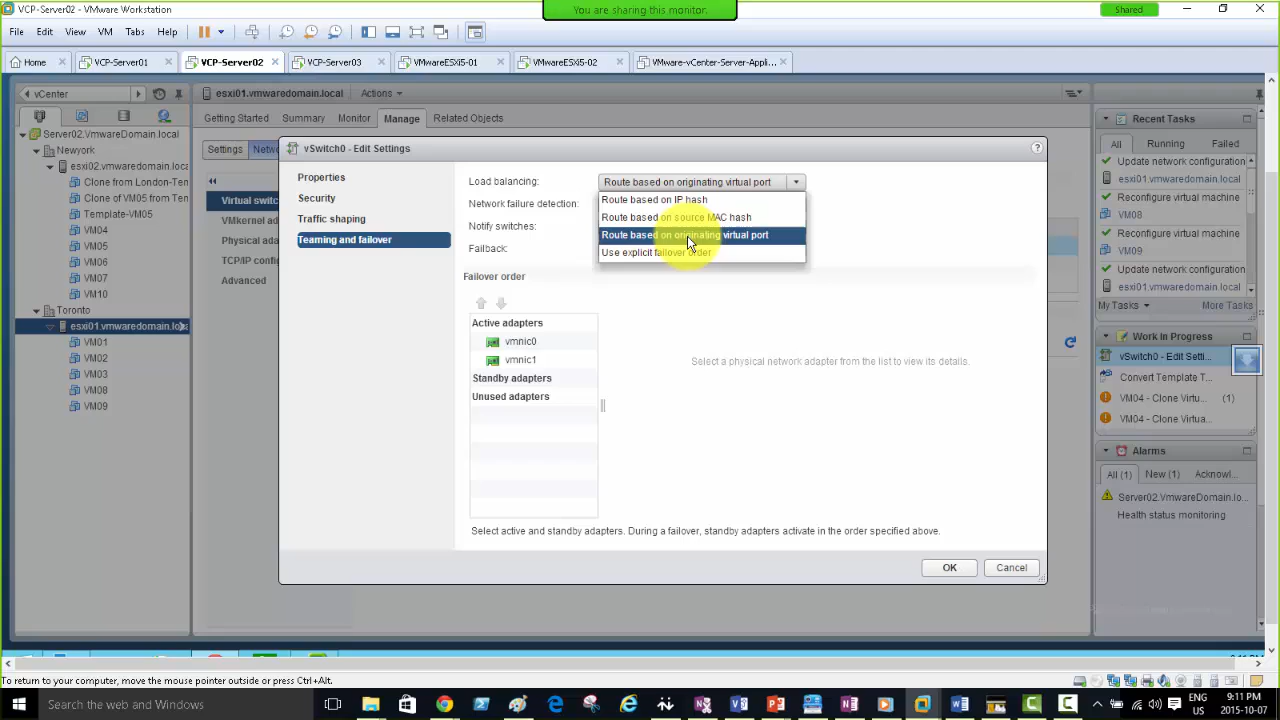 VCP-Server02 - VMware Workstation
You are sharing this monitor.
Shared
File Edit View VM Tabs Help
Home VCP-Server01 VCP-Server02 VCP-Server03 VMwareESXi5-01 VMwareESXi5-02 VMware-vCenter-Server-Appli...
vCenter
esxi01.vmwaredomain.local Actions
Recent Tasks
Getting Started Summary Monitor Manage Related Objects
All Running Failed
Server02.VmwareDomain.local
Newyork
esxi02.vmwaredomain.local
Clone from London-Ten
Clone of VM05 from Tem
Template-VM05
VM04
VM05
VM06
VM07
VM10
Toronto
esxi01.vmwaredomain.loc
VM01
VM02
VM03
VM08
VM09
Settings Netwo
Virtual switc
VMkernel ad
Physical ada
TCP/IP config
Advanced
vSwitch0 - Edit Settings
Properties
Security
Traffic shaping
Teaming and failover
Load balancing: Route based on originating virtual port
Route based on IP hash
Network failure detection:
Route based on source MAC hash
Notify switches:
Route based on originating virtual port
Failback:
Use explicit failover order
Failover order
Active adapters
vmnic0
vmnic1
Standby adapters
Unused adapters
Select a physical network adapter from the list to view its details.
Select active and standby adapters. During a failover, standby adapters activate in the order specified above.
OK Cancel
Update network configuration
esxi01.vmwaredomain.local
Reconfigure virtual machine
VM08
Reconfigure virtual machine
VM09
Update network configuration
esxi01.vmwaredomain.local
My Tasks More Tasks
Work In Progress
vSwitch0 - Edit Setti...
Convert Template T...
VM04 - Clone Virtu... (1)
VM04 - Clone Virtua...
Alarms
All (1) New (1) Acknowl...
Server02.VmwareDomain.lo...
Health status monitoring
To return to your computer, move the mouse pointer outside or press Ctrl+Alt.
Search the web and Windows
ENG 9:11 PM
US 2015-10-07